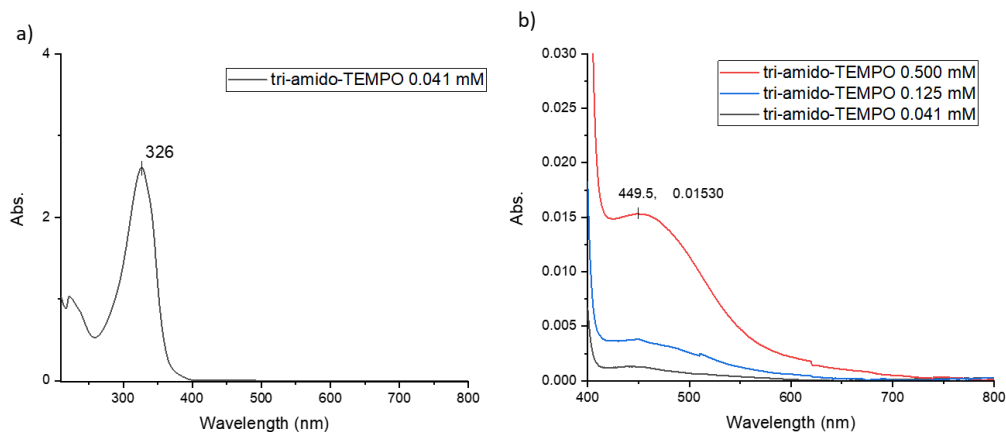 a)
4
2
0
Abs.
326
tri-amido-TEMPO 0.041 mM
300 400 500 600 700 800
Wavelength (nm)
b)
0.030
0.025
0.020
0.015
0.010
0.005
0.000
Abs.
tri-amido-TEMPO 0.500 mM
tri-amido-TEMPO 0.125 mM
tri-amido-TEMPO 0.041 mM
449.5, 0.01530
400 500 600 700 800
Wavelength (nm)